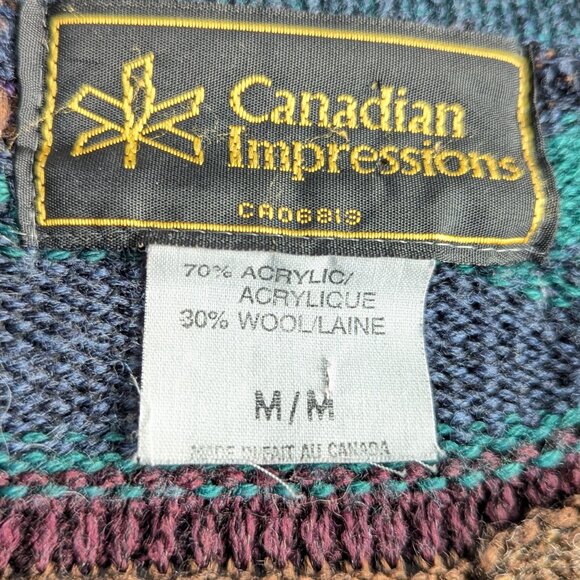 Canadian
Impressions
CA06819
70% ACRYLIC/
ACRYLIQUE
30% WOOL/LAINE
M/M
MADE IN/FAIT AU CANADA